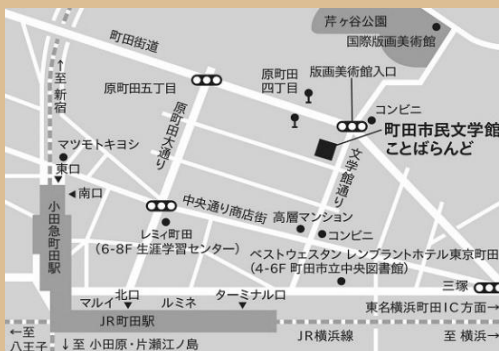 芹ヶ谷公園
国際版画美術館
町田街道
←至 新宿
原町田五丁目
原町田
四丁目
版画美術館入口
コンビニ
町田市民文学館
ことばらんど
原町田大通り
文学館通り
マツモトキヨシ
東口
南口
小田急町田駅
中央通り商店街
高層マンション
コンビニ
レミィ町田
(6-8F 生涯学習センター)
ベストウェスタン レンブラントホテル東京町田
(4-6F 町田市立中央図書館)
三塚
マルイ
北口
ルミネ
ターミナル口
東名横浜町田IC方面→
JR町田駅
JR横浜線
至 横浜→
←至
八王子
↓至 小田原・片瀬江ノ島